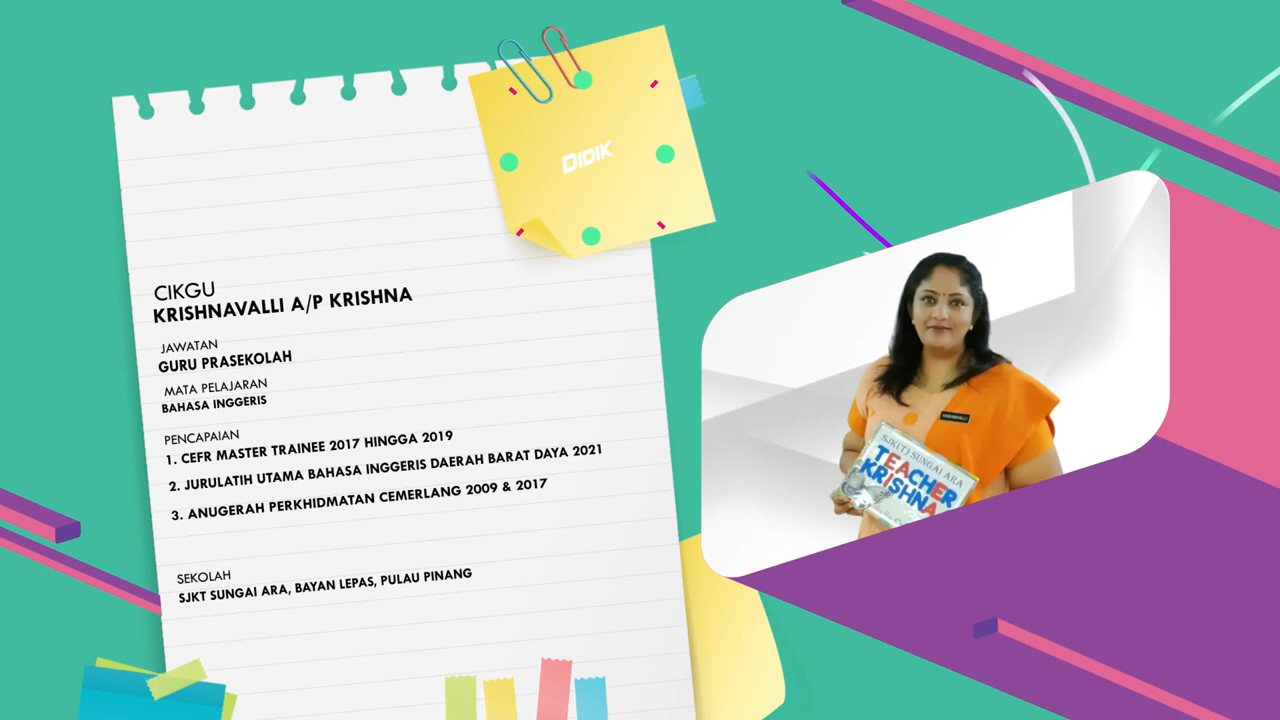 DIDIK
CIKGU
KRISHNAVALLI A/P KRISHNA
JAWATAN
GURU PRASEKOLAH
MATA PELAJARAN
BAHASA INGGERIS
PENCAPAIAN
1. CEFR MASTER TRAINEE 2017 HINGGA 2019
2. JURULATIH UTAMA BAHASA INGGERIS DAERAH BARAT DAYA 2021
3. ANUGERAH PERKHIDMATAN CEMERLANG 2009 & 2017
SEKOLAH
SJKT SUNGAI ARA, BAYAN LEPAS, PULAU PINANG
KRISHNAVALLI
SJK(T) SUNGAI ARA
TEACHER
KRISHNA